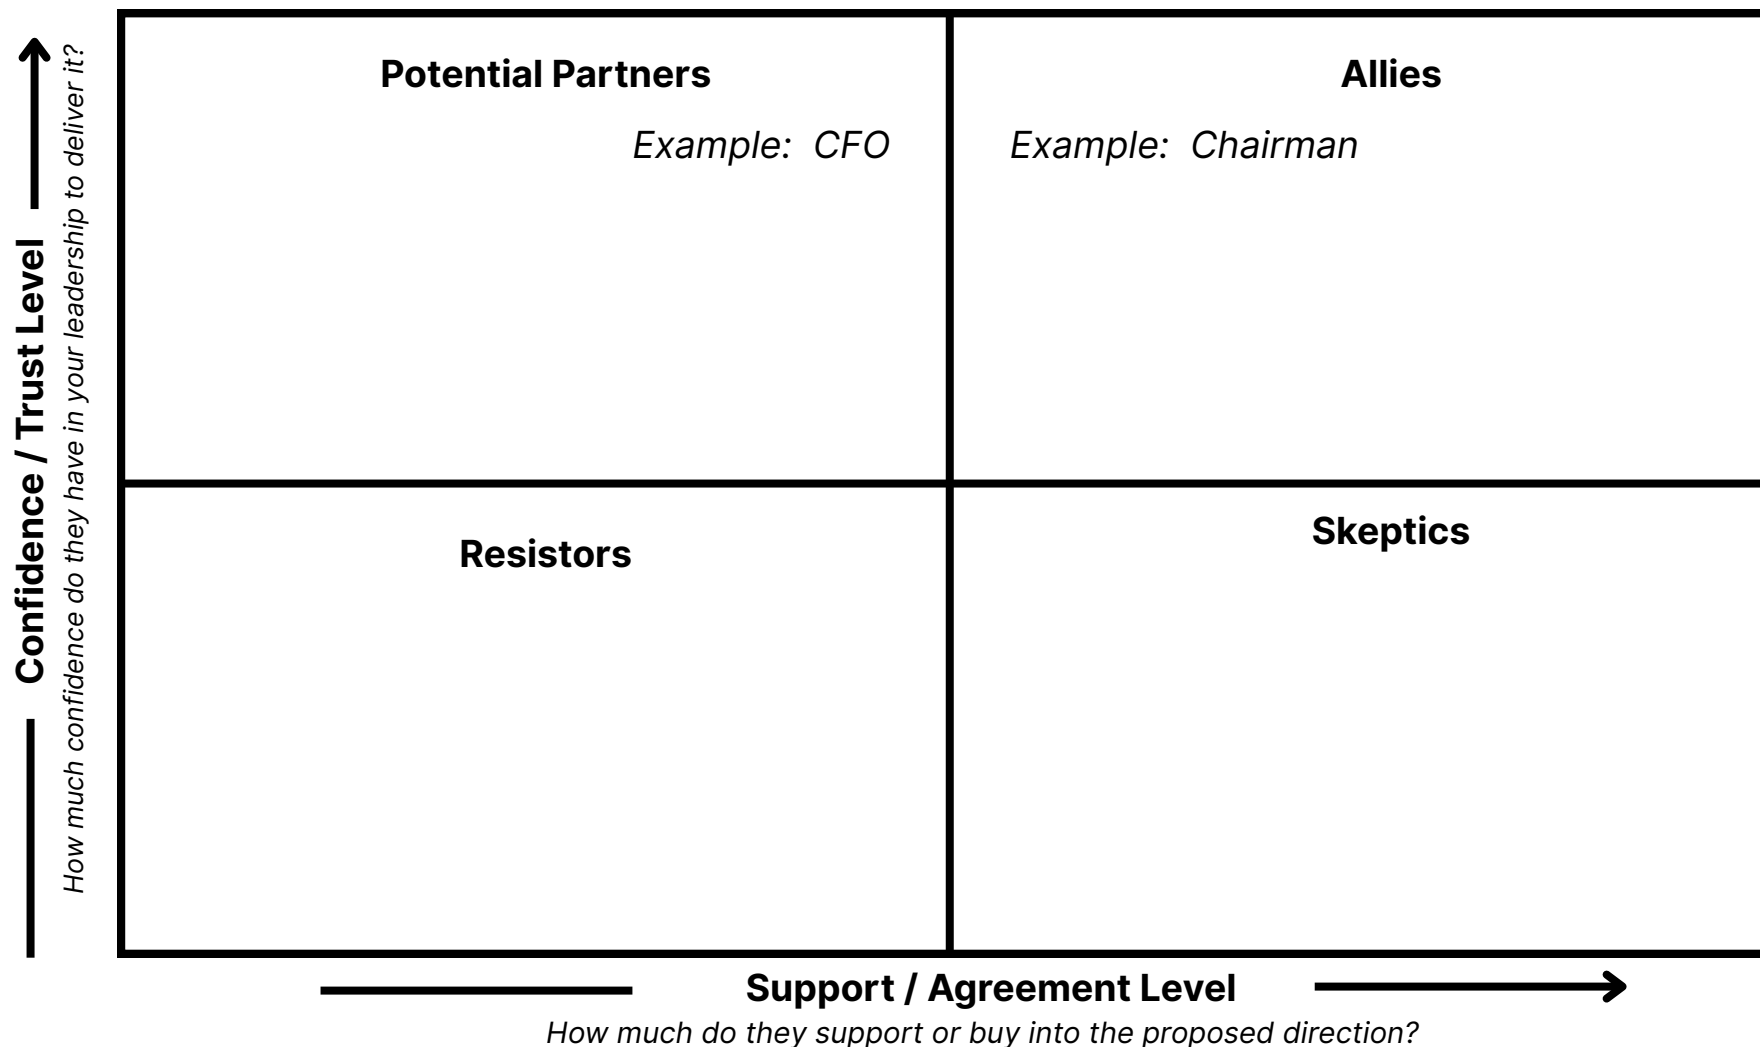 Potential Partners
Allies
Example: CFO
Example: Chairman
Confidence / Trust Level
How much confidence do they have in your leadership to deliver it?
Resistors
Skeptics
Support / Agreement Level
How much do they support or buy into the proposed direction?